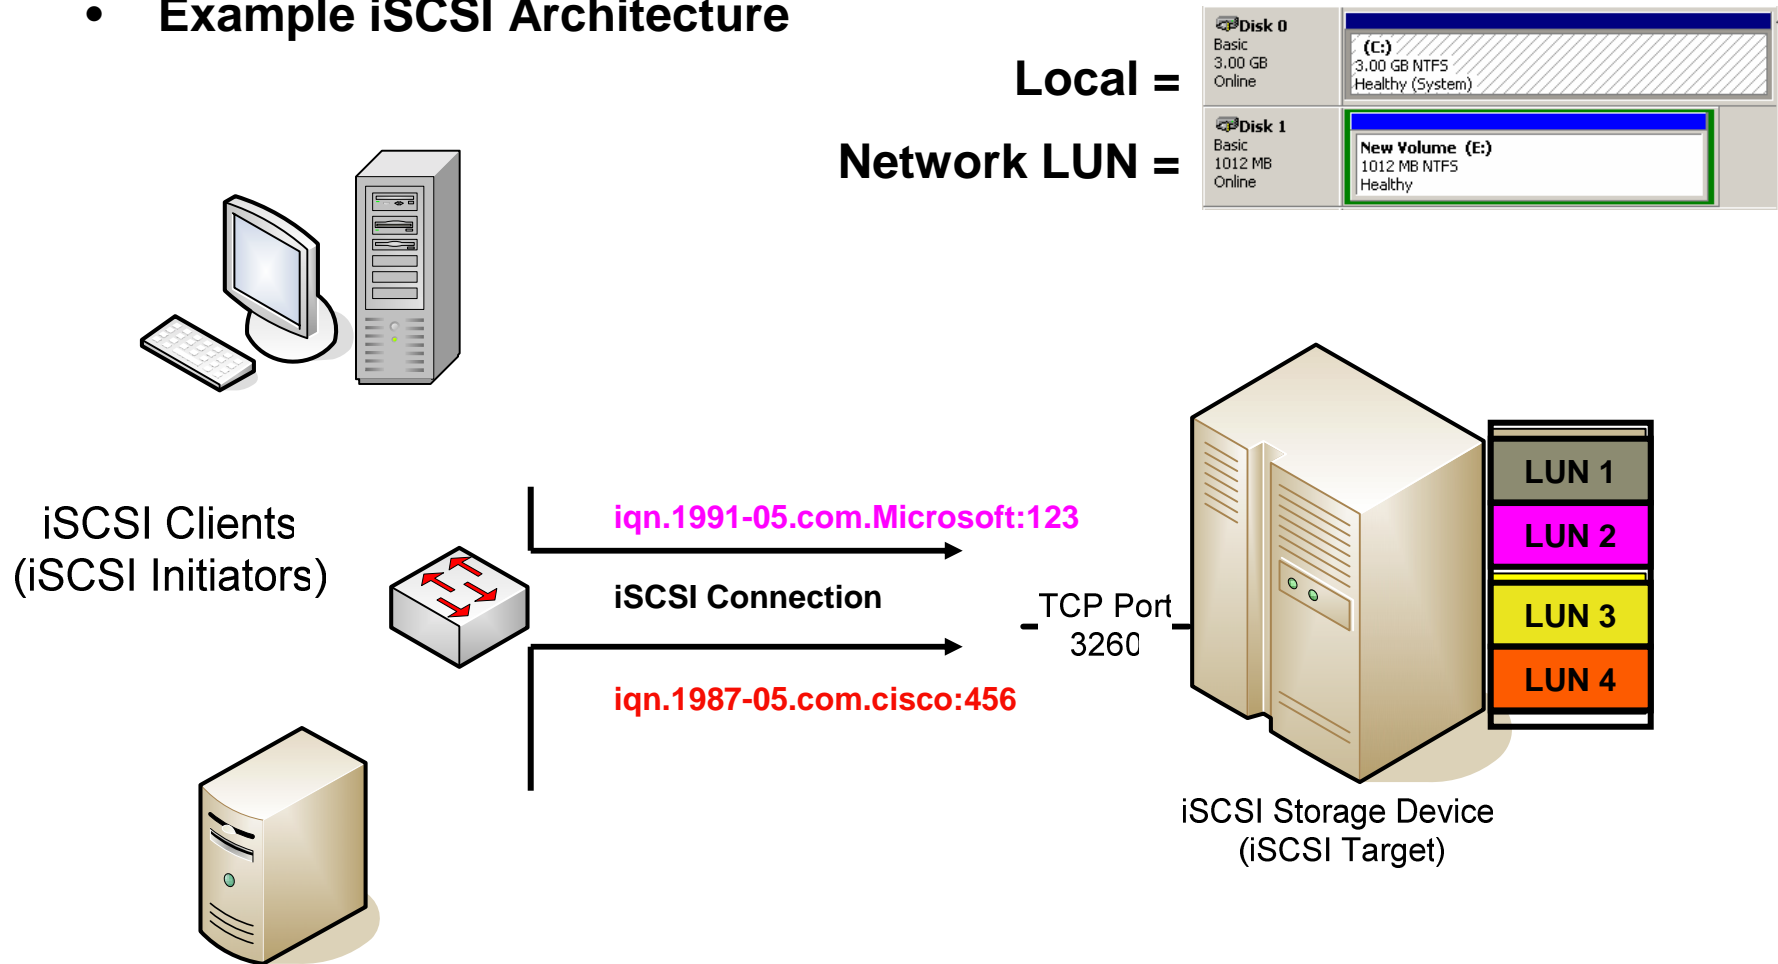 • Example iSCSI Architecture
Local =
Disk 0
Basic
3.00 GB
Online
(C:)
3.00 GB NTFS
Healthy (System)
Network LUN =
Disk 1
Basic
1012 MB
Online
New Volume (E:)
1012 MB NTFS
Healthy
iSCSI Clients
(iSCSI Initiators)
iqn.1991-05.com.Microsoft:123
iSCSI Connection
iqn.1987-05.com.cisco:456
TCP Port
3260
LUN 1
LUN 2
LUN 3
LUN 4
iSCSI Storage Device
(iSCSI Target)